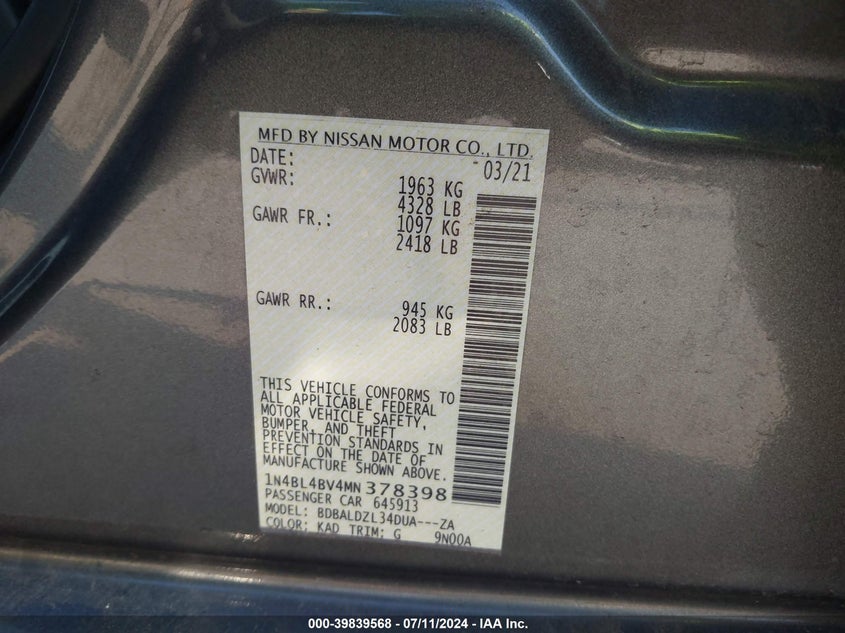 MFD BY NISSAN MOTOR CO., LTD.
DATE: 03/21
GVWR: 1963 KG
4328 LB
GAWR FR.: 1097 KG
2418 LB
GAWR RR.: 945 KG
2083 LB
THIS VEHICLE CONFORMS TO
ALL APPLICABLE FEDERAL
MOTOR VEHICLE SAFETY,
BUMPER, AND THEFT
PREVENTION STANDARDS IN
EFFECT ON THE DATE OF
MANUFACTURE SHOWN ABOVE.
1N4BL4BV4MN378398
PASSENGER CAR 645913
MODEL: BDBALDZL34DUA---ZA
COLOR: KAD TRIM: G 9N00A
000-39839568 - 07/11/2024 - IAA Inc.